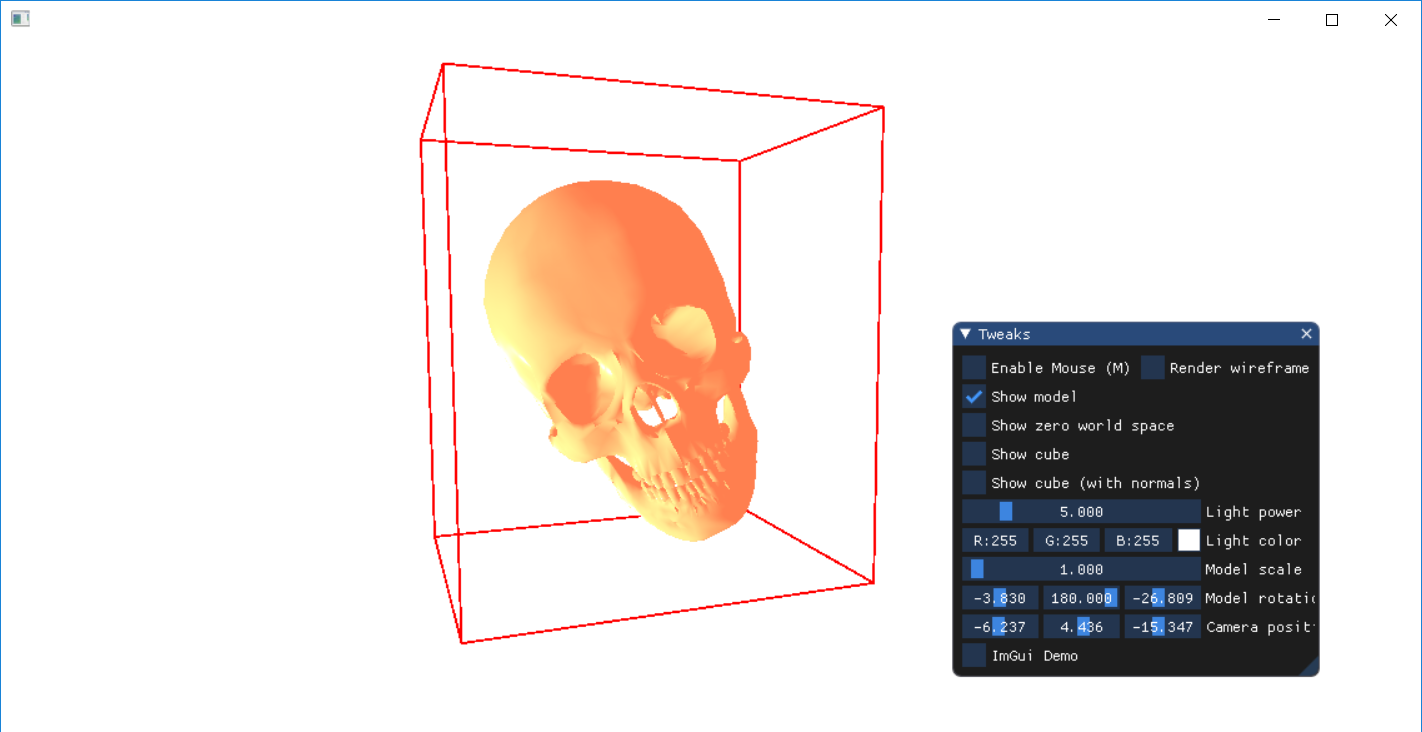 Tweaks
Enable Mouse (M) Render wireframe
Show model
Show zero world space
Show cube
Show cube (with normals)
5.000 Light power
R:255 G:255 B:255 Light color
1.000 Model scale
-3.830 180.000 -26.809 Model rotatio
-6.237 4.436 -15.347 Camera posit
ImGui Demo